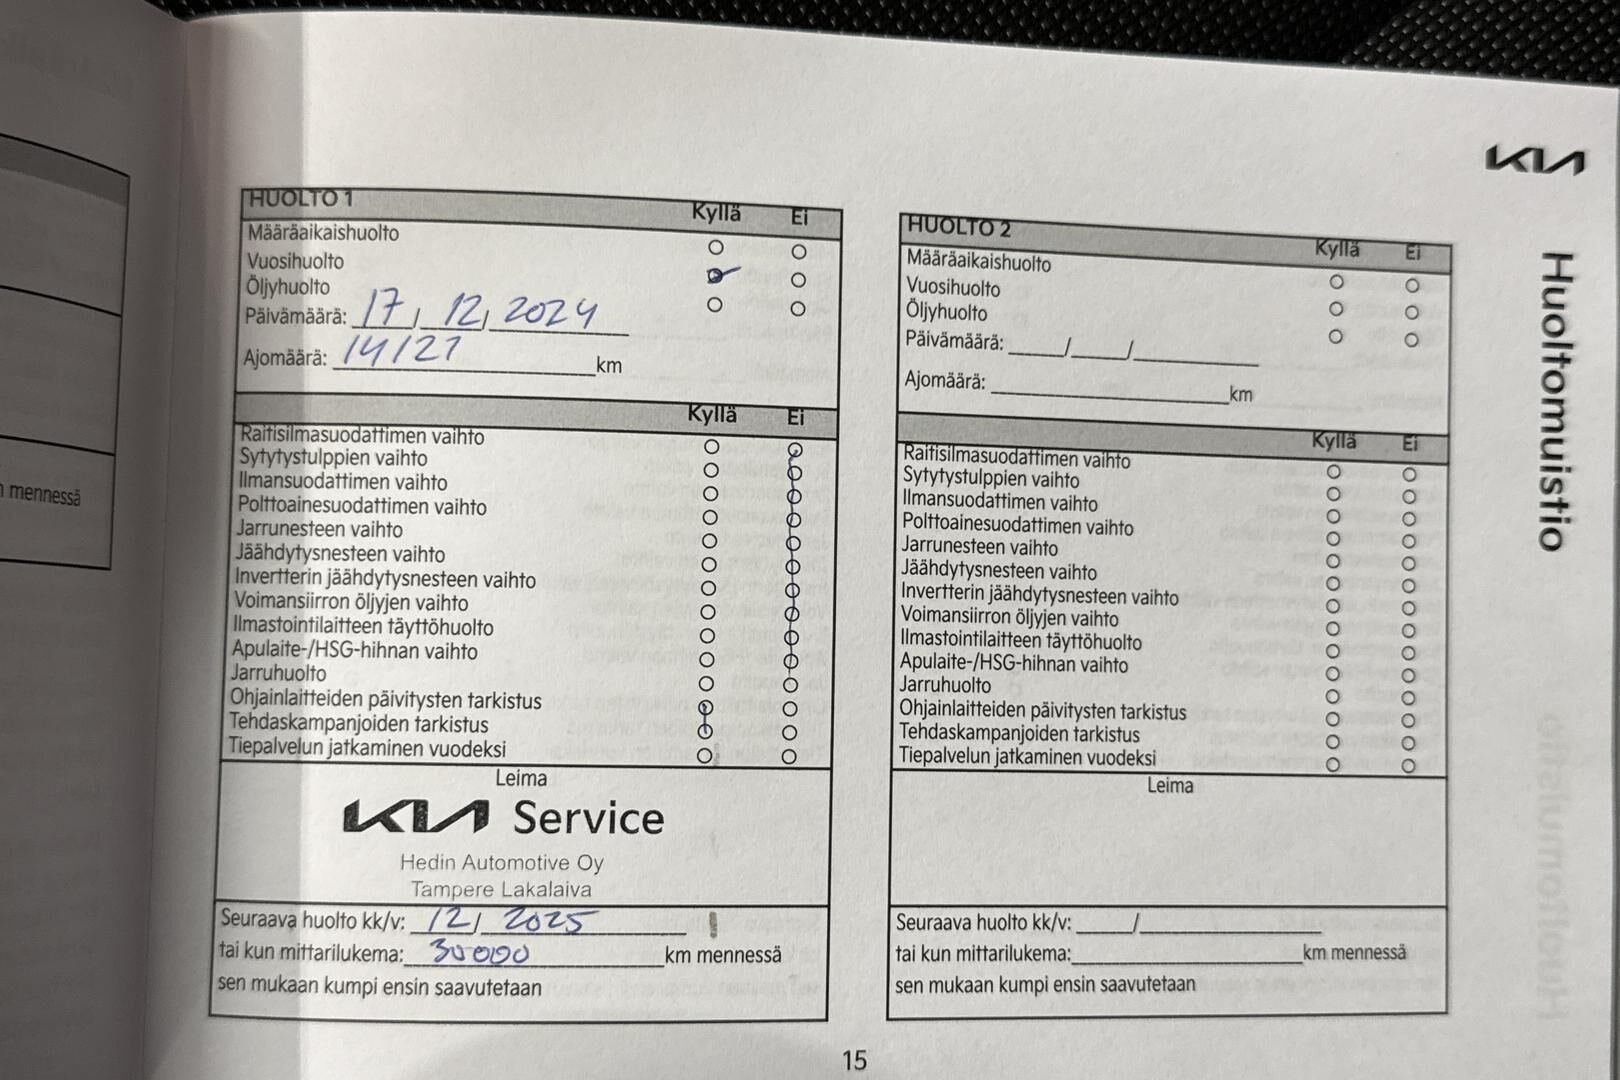 KIA
Huoltomuistio
n mennessä
HUOLTO 1
Kyllä Ei
Määräaikaishuolto
Vuosihuolto
Öljyhuolto
Päivämäärä: 17/ 12/ 2024
Ajomäärä: 14127 km
Kyllä Ei
Raitisilmasuodattimen vaihto
Sytytystulppien vaihto
Ilmansuodattimen vaihto
Polttoainesuodattimen vaihto
Jarrunesteen vaihto
Jäähdytysnesteen vaihto
Invertterin jäähdytysnesteen vaihto
Voimansiirron öljyjen vaihto
Ilmastointilaitteen täyttöhuolto
Apulaite-/HSG-hihnan vaihto
Jarruhuolto
Ohjainlaitteiden päivitysten tarkistus
Tehdaskampanjoiden tarkistus
Tiepalvelun jatkaminen vuodeksi
Leima
KIA Service
Hedin Automotive Oy
Tampere Lakalaiva
Seuraava huolto kk/v: 12/ 2025
tai kun mittarilukema: 30000 km mennessä
sen mukaan kumpi ensin saavutetaan
HUOLTO 2
Kyllä Ei
Määräaikaishuolto
Vuosihuolto
Öljyhuolto
Päivämäärä: / /
Ajomäärä: km
Kyllä Ei
Raitisilmasuodattimen vaihto
Sytytystulppien vaihto
Ilmansuodattimen vaihto
Polttoainesuodattimen vaihto
Jarrunesteen vaihto
Jäähdytysnesteen vaihto
Invertterin jäähdytysnesteen vaihto
Voimansiirron öljyjen vaihto
Ilmastointilaitteen täyttöhuolto
Apulaite-/HSG-hihnan vaihto
Jarruhuolto
Ohjainlaitteiden päivitysten tarkistus
Tehdaskampanjoiden tarkistus
Tiepalvelun jatkaminen vuodeksi
Leima
Seuraava huolto kk/v: /
tai kun mittarilukema: km mennessä
sen mukaan kumpi ensin saavutetaan
15